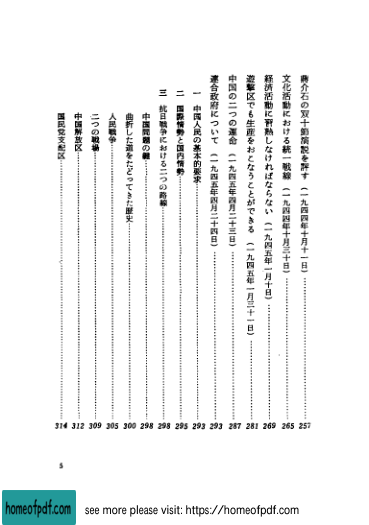 蔣介石の双十節演説を評す（一九四四年十月十一日）……257
文化活動における統一戦線（一九四四年十月三十日）……265
経済活動に習熟しなければならない（一九四五年一月十日）……269
遊撃区でも生産をおこなうことができる（一九四五年一月三十一日）……281
中国の二つの運命（一九四五年四月二十三日）……287
連合政府について（一九四五年四月二十四日）……293
一 中国人民の基本的要求……293
二 国際情勢と国内情勢……295
三 抗日戦争における二つの路線……298
中国問題の鍵……298
曲折した道をたどってきた歴史……300
人民戦争……305
二つの戦場……309
中国解放区……312
国民党支配区……314
5
homeofpdf.com
see more please visit: https://homeofpdf.com